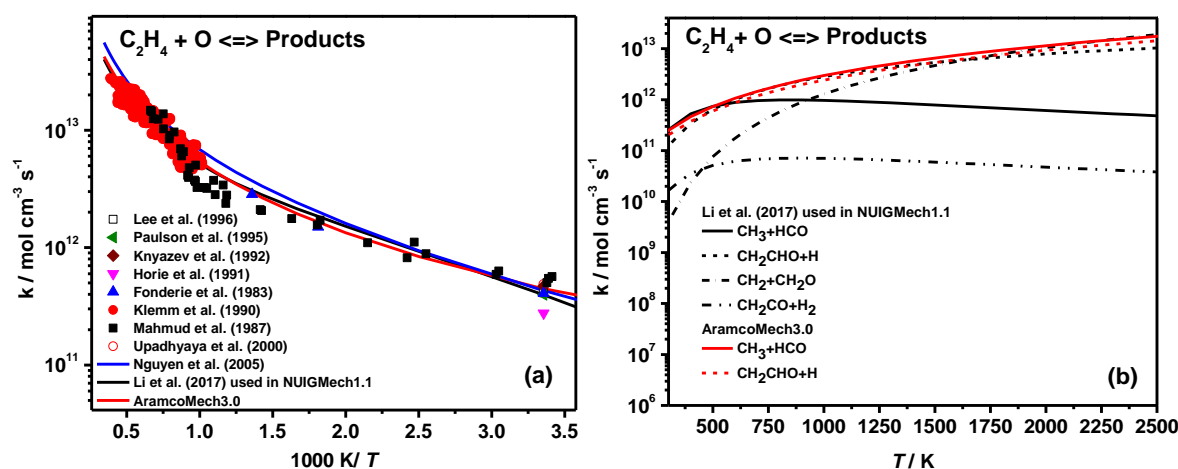 C₂H₄ + O <=> Products
k / mol cm⁻³ s⁻¹
10¹³
10¹²
10¹¹
Lee et al. (1996)
Paulson et al. (1995)
Knyazev et al. (1992)
Horie et al. (1991)
Fonderie et al. (1983)
Klemm et al. (1990)
Mahmud et al. (1987)
Upadhyaya et al. (2000)
Nguyen et al. (2005)
Li et al. (2017) used in NUIGMech1.1
AramcoMech3.0
(a)
0.5 1.0 1.5 2.0 2.5 3.0 3.5
1000 K/ T
C₂H₄+ O <=> Products
k / mol cm⁻³ s⁻¹
10¹³
10¹²
10¹¹
10¹⁰
10⁹
10⁸
10⁷
10⁶
Li et al. (2017) used in NUIGMech1.1
CH₃+HCO
CH₂CHO+H
CH₂+CH₂O
CH₂CO+H₂
AramcoMech3.0
CH₃+HCO
CH₂CHO+H
(b)
500 750 1000 1250 1500 1750 2000 2250 2500
T / K